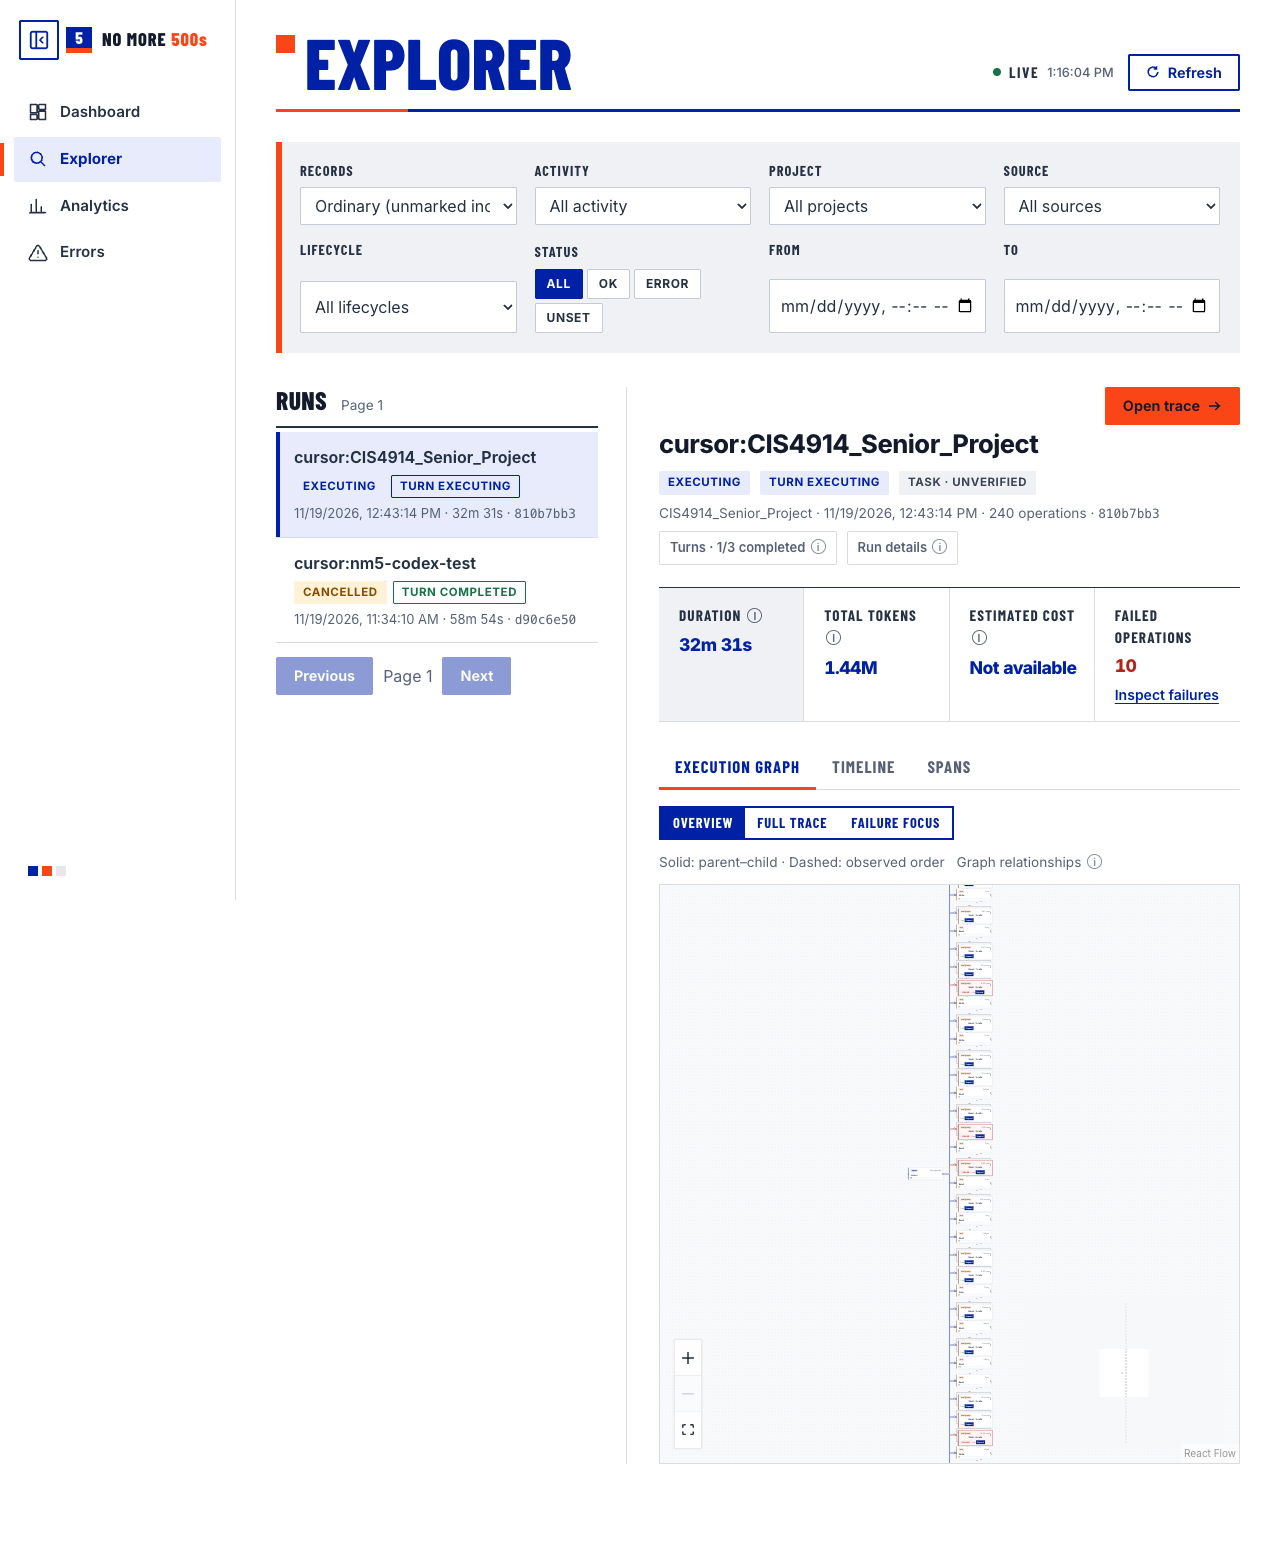 5 NO MORE 500s
Dashboard
Explorer
Analytics
Errors
EXPLORER
LIVE 1:16:04 PM
Refresh
RECORDS
Ordinary (unmarked inc
ACTIVITY
All activity
PROJECT
All projects
SOURCE
All sources
LIFECYCLE
All lifecycles
STATUS
ALL OK ERROR
UNSET
FROM
mm/dd/yyyy, --:-- --
TO
mm/dd/yyyy, --:-- --
RUNS Page 1
cursor:CIS4914_Senior_Project
EXECUTING TURN EXECUTING
11/19/2026, 12:43:14 PM · 32m 31s · 810b7bb3
cursor:nm5-codex-test
CANCELLED TURN COMPLETED
11/19/2026, 11:34:10 AM · 58m 54s · d90c6e50
Previous Page 1 Next
Open trace →
cursor:CIS4914_Senior_Project
EXECUTING TURN EXECUTING TASK · UNVERIFIED
CIS4914_Senior_Project · 11/19/2026, 12:43:14 PM · 240 operations · 810b7bb3
Turns · 1/3 completed ⓘ Run details ⓘ
DURATION ⓘ
32m 31s
TOTAL TOKENS
ⓘ
1.44M
ESTIMATED COST
ⓘ
Not available
FAILED
OPERATIONS
10
Inspect failures
EXECUTION GRAPH TIMELINE SPANS
OVERVIEW FULL TRACE FAILURE FOCUS
Solid: parent–child · Dashed: observed order Graph relationships ⓘ
React Flow